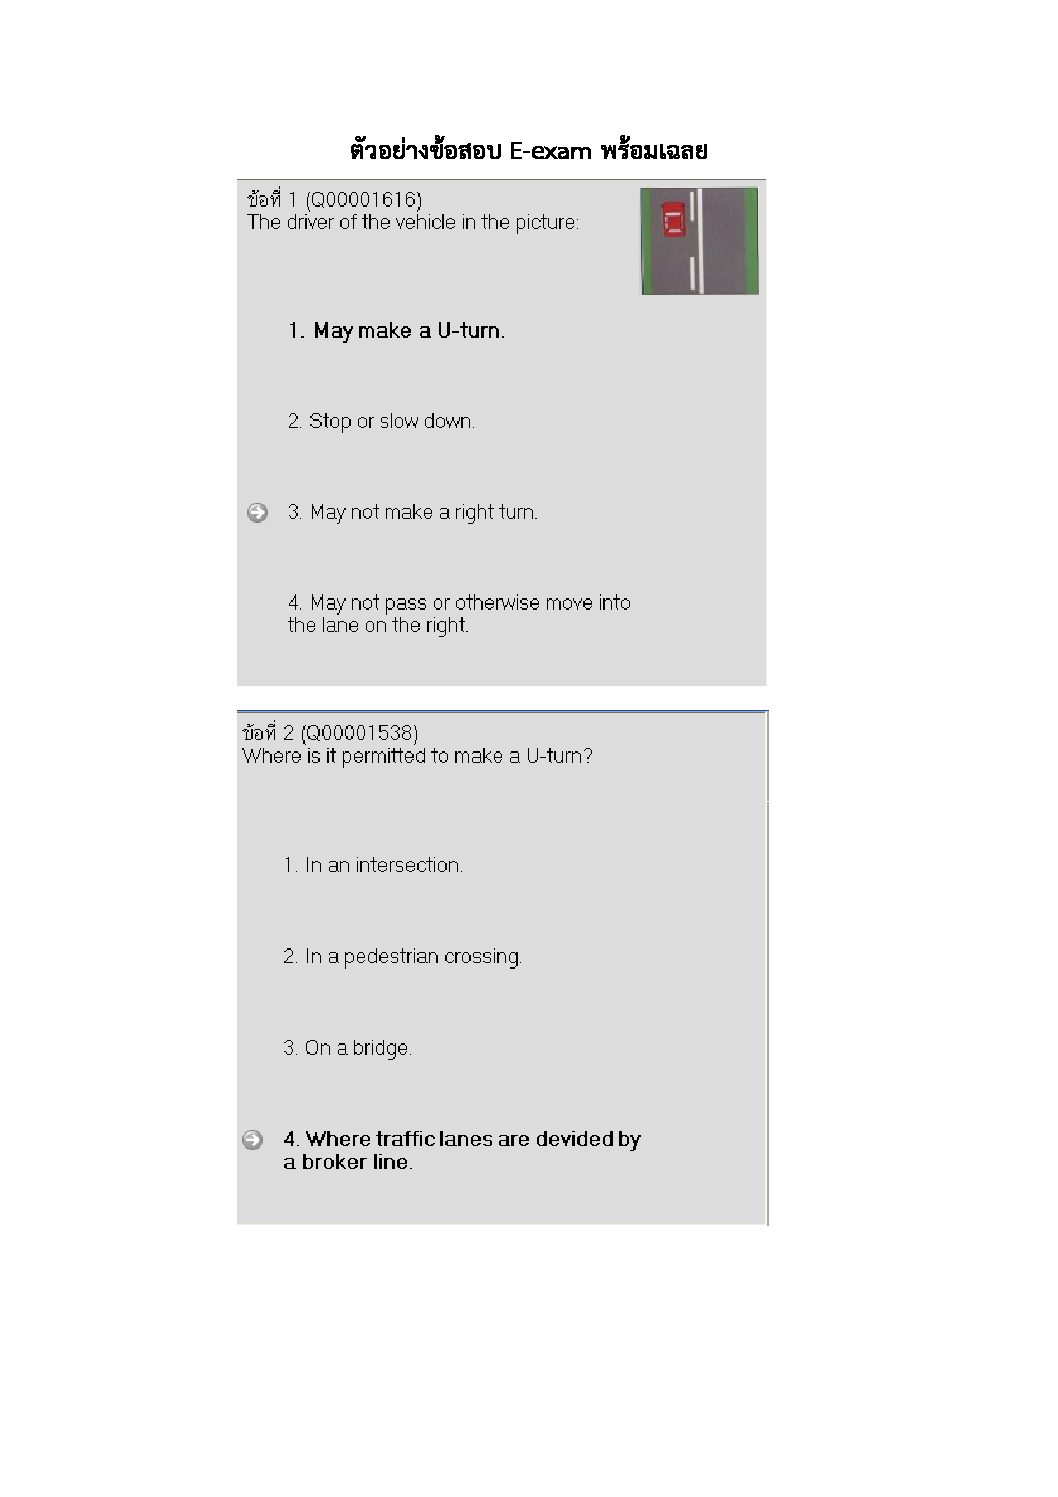 ตัวอย่างข้อสอบ E-exam พร้อมเฉลย
ข้อที่ 1 (Q00001616)
The driver of the vehicle in the picture:
1. May make a U-turn.
2. Stop or slow down.
3. May not make a right turn.
4. May not pass or otherwise move into
the lane on the right.
ข้อที่ 2 (Q00001538)
Where is it permitted to make a U-turn?
1. In an intersection.
2. In a pedestrian crossing.
3. On a bridge.
4. Where traffic lanes are devided by
a broker line.